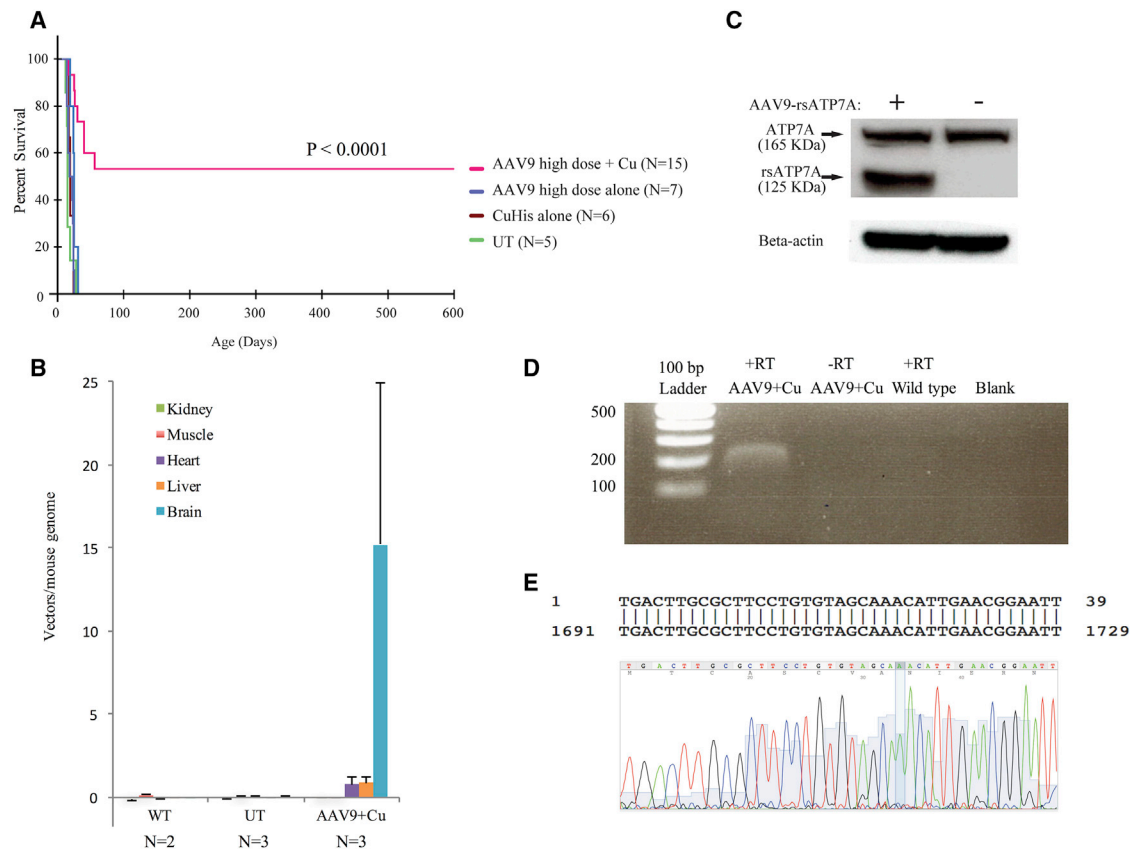 A
100
80
60
40
20
0
Percent Survival
0 100 200 300 400 500 600
Age (Days)
P < 0.0001
AAV9 high dose + Cu (N=15)
AAV9 high dose alone (N=7)
CuHis alone (N=6)
UT (N=5)
B
25
20
15
10
5
0
Vectors/mouse genome
Kidney
Muscle
Heart
Liver
Brain
WT UT AAV9+Cu
N=2 N=3 N=3
C
AAV9-rsATP7A: + -
ATP7A
(165 KDa)
rsATP7A
(125 KDa)
Beta-actin
D
100 bp
Ladder
+RT
AAV9+Cu
-RT
AAV9+Cu
+RT
Wild type
Blank
500
200
100
E
1 TGACTTGCGCTTCCTGTGTAGCAAACATTGAACGGAATT 39
1691 TGACTTGCGCTTCCTGTGTAGCAAACATTGAACGGAATT 1729
T G A C T T G C G C T T C C T G T G T A G C A A A C A T T G A A C G G A A T T